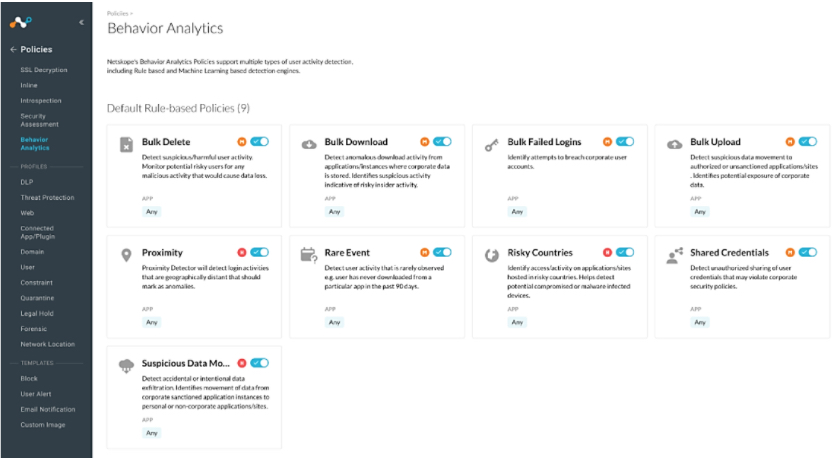 «
← Policies
SSL Decryption
Inline
Introspection
Security
Assessment
Behavior
Analytics
PROFILES
DLP
Threat Protection
Web
Connected
App/Plugin
Domain
User
Constraint
Quarantine
Legal Hold
Forensic
Network Location
TEMPLATES
Block
User Alert
Email Notification
Custom Image
Policies >
Behavior Analytics
Netskope's Behavior Analytics Policies support multiple types of user activity detection,
including Rule based and Machine Learning based detection engines.
Default Rule-based Policies (9)
Bulk Delete
M
Detect suspicious/harmful user activity.
Monitor potential risky users for any
malicious activity that would cause data loss.
APP
Any
Bulk Download
M
Detect anomalous download activity from
applications/instances where corporate data
is stored. Identifies suspicious activity
indicative of risky insider activity.
APP
Any
Bulk Failed Logins
M
Identify attempts to breach corporate user
accounts.
APP
Any
Bulk Upload
M
Detect suspicious data movement to
authorized or unsanctioned applications/sites
. Identifies potential exposure of corporate
data.
APP
Any
Proximity
H
Proximity Detector will detect login activities
that are geographically distant that should
mark as anomalies.
APP
Any
Rare Event
M
Detect user activity that is rarely observed
e.g. user has never downloaded from a
particular app in the past 90 days.
APP
Any
Risky Countries
H
Identify access/activity on applications/sites
hosted in risky countries. Helps detect
potential compromised or malware infected
devices.
APP
Any
Shared Credentials
M
Detect unauthorized sharing of user
credentials that may violate corporate
security policies.
APP
Any
Suspicious Data Mo...
H
Detect accidental or intentional data
exfiltration. Identifies movement of data from
corporate sanctioned application instances to
personal or non-corporate applications/sites.
APP
Any